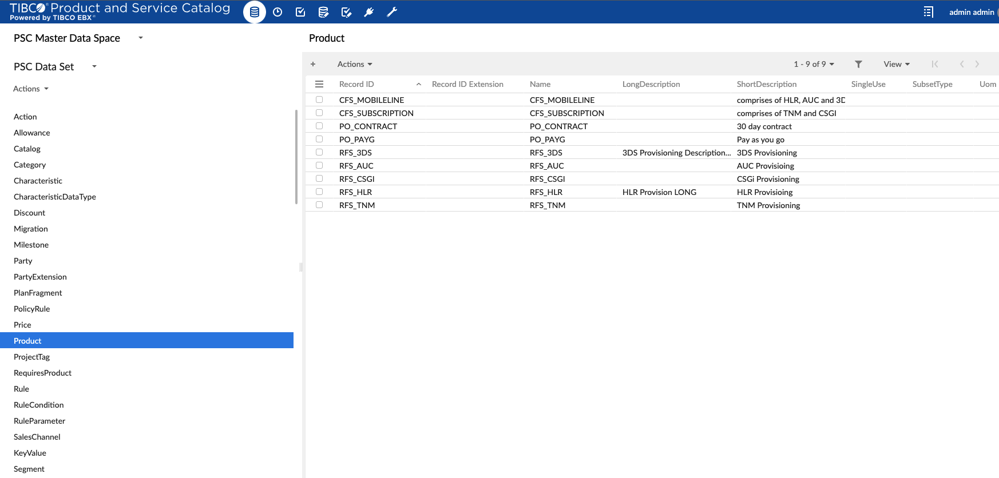 TIBCO® Product and Service Catalog
Powered by TIBCO EBX®
admin admin
PSC Master Data Space
PSC Data Set
Actions
Action
Allowance
Catalog
Category
Characteristic
CharacteristicDataType
Discount
Migration
Milestone
Party
PartyExtension
PlanFragment
PolicyRule
Price
Product
ProjectTag
RequiresProduct
Rule
RuleCondition
RuleParameter
SalesChannel
KeyValue
Segment
Product
+ Actions 1 - 9 of 9 View
Record ID Record ID Extension Name LongDescription ShortDescription SingleUse SubsetType Uom
CFS_MOBILELINE CFS_MOBILELINE comprises of HLR, AUC and 3D
CFS_SUBSCRIPTION CFS_SUBSCRIPTION comprises of TNM and CSGI
PO_CONTRACT PO_CONTRACT 30 day contract
PO_PAYG PO_PAYG Pay as you go
RFS_3DS RFS_3DS 3DS Provisioning Description... 3DS Provisioning
RFS_AUC RFS_AUC AUC Provisioing
RFS_CSGI RFS_CSGI CSGi Provisioning
RFS_HLR RFS_HLR HLR Provision LONG HLR Provisioing
RFS_TNM RFS_TNM TNM Provisioning